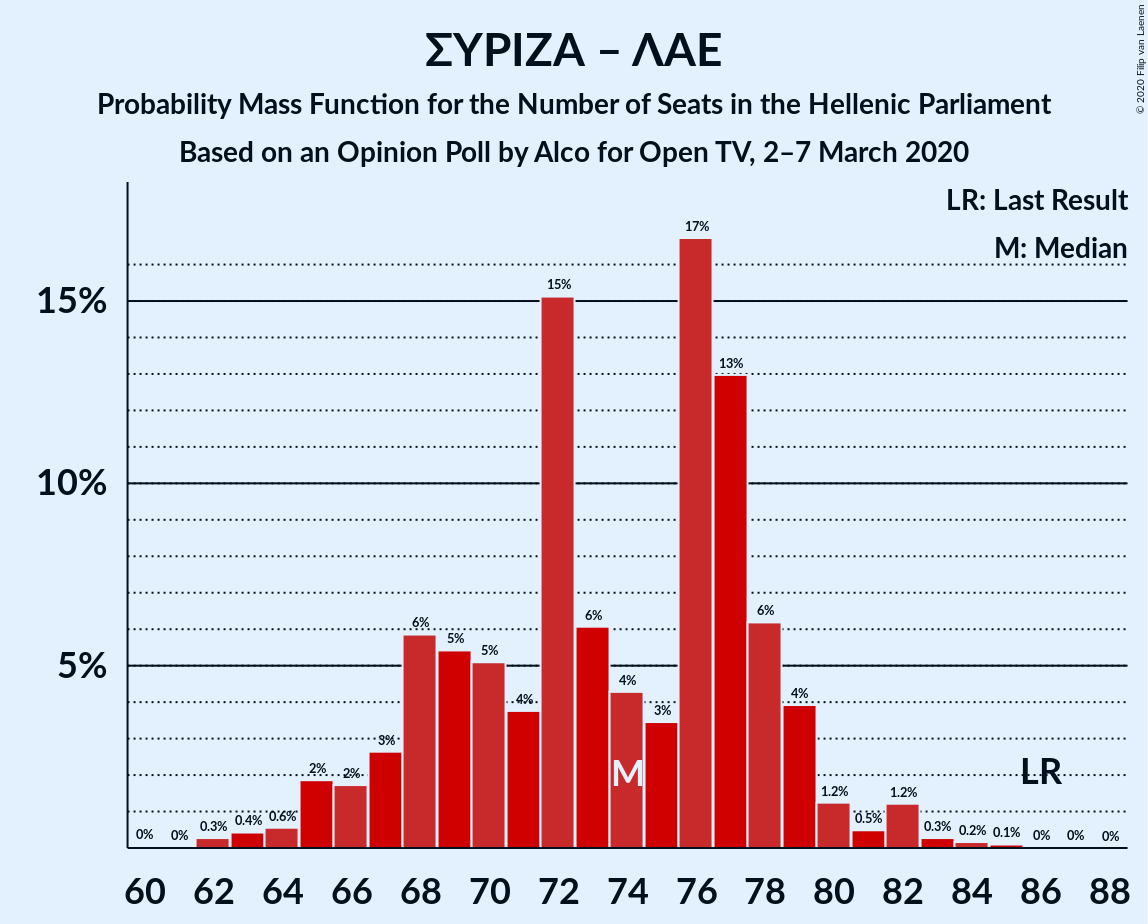 ΣΥΡΙΖΑ – ΛΑΕ
Probability Mass Function for the Number of Seats in the Hellenic Parliament
Based on an Opinion Poll by Alco for Open TV, 2–7 March 2020
© 2020 Filip van Laenen
LR: Last Result
M: Median
15%
10%
5%
0% 0% 0.3% 0.4% 0.6% 2% 2% 3% 6% 5% 5% 4% 15% 6% 4% 3% 17% 13% 6% 4% 1.2% 0.5% 1.2% 0.3% 0.2% 0.1% 0% 0% 0%
M
LR
60 62 64 66 68 70 72 74 76 78 80 82 84 86 88